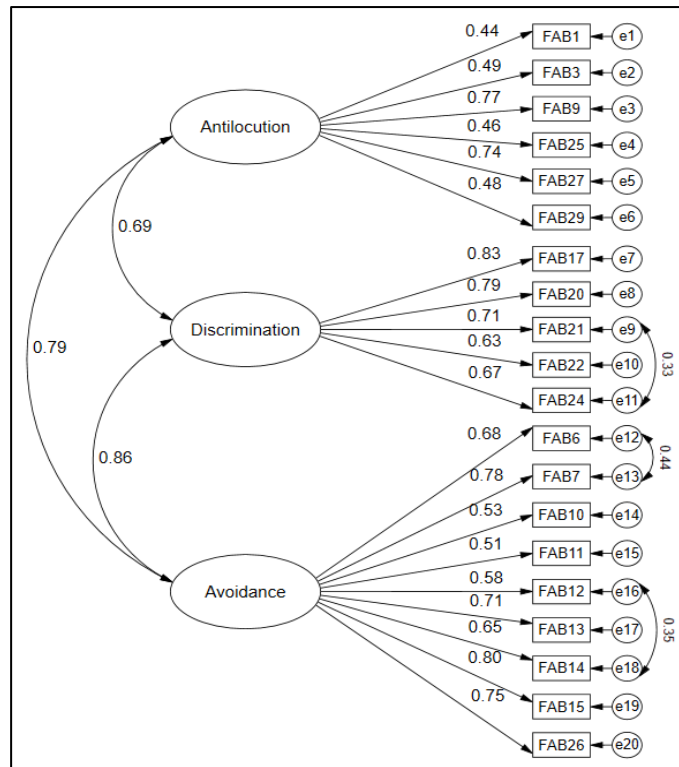 0.44
FAB1
e1
0.49
FAB3
e2
0.77
FAB9
e3
Antilocution
0.46
FAB25
e4
0.74
FAB27
e5
0.48
FAB29
e6
0.69
0.83
FAB17
e7
0.79
FAB20
e8
Discrimination
0.71
FAB21
e9
0.63
FAB22
e10
0.67
FAB24
e11
0.33
0.79
0.86
0.68
FAB6
e12
0.78
FAB7
e13
0.44
0.53
FAB10
e14
0.51
FAB11
e15
Avoidance
0.58
FAB12
e16
0.71
FAB13
e17
0.65
FAB14
e18
0.35
0.80
FAB15
e19
0.75
FAB26
e20